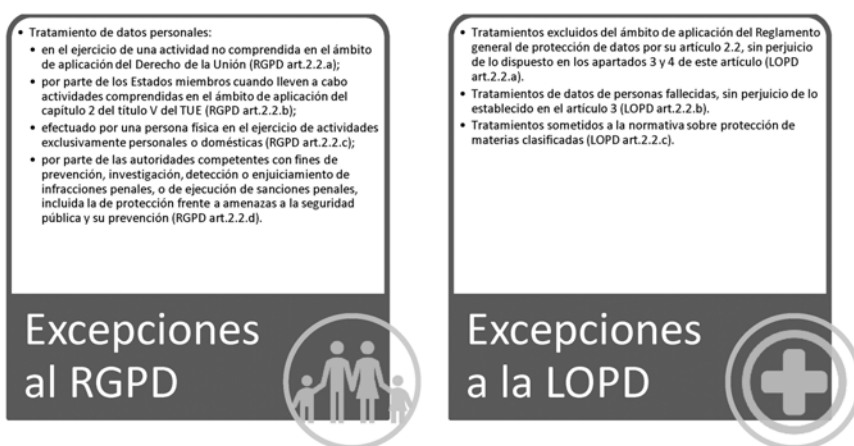 • Tratamiento de datos personales:
• en el ejercicio de una actividad no comprendida en el ámbito
de aplicación del Derecho de la Unión (RGPD art.2.2.a);
• por parte de los Estados miembros cuando lleven a cabo
actividades comprendidas en el ámbito de aplicación del
capítulo 2 del título V del TUE (RGPD art.2.2.b);
• efectuado por una persona física en el ejercicio de actividades
exclusivamente personales o domésticas (RGPD art.2.2.c);
• por parte de las autoridades competentes con fines de
prevención, investigación, detección o enjuiciamiento de
infracciones penales, o de ejecución de sanciones penales,
incluida la de protección frente a amenazas a la seguridad
pública y su prevención (RGPD art.2.2.d).
Excepciones
al RGPD
• Tratamientos excluidos del ámbito de aplicación del Reglamento
general de protección de datos por su artículo 2.2, sin perjuicio
de lo dispuesto en los apartados 3 y 4 de este artículo (LOPD
art.2.2.a).
• Tratamientos de datos de personas fallecidas, sin perjuicio de lo
establecido en el artículo 3 (LOPD art.2.2.b).
• Tratamientos sometidos a la normativa sobre protección de
materias clasificadas (LOPD art.2.2.c).
Excepciones
a la LOPD